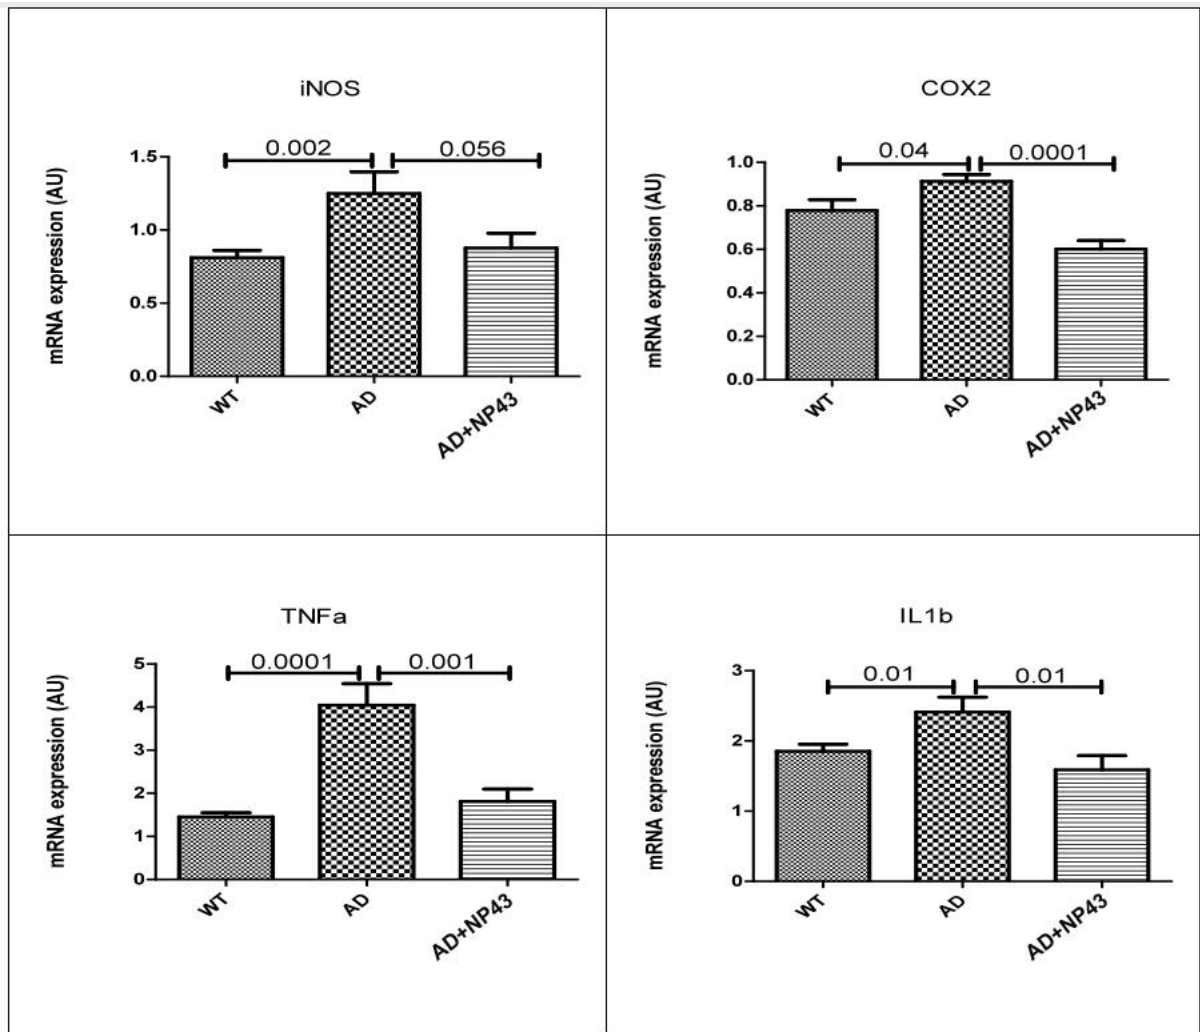 iNOS
0.002 0.056
mRNA expression (AU)
1.5
1.0
0.5
0.0
WT AD AD+NP43
COX2
0.04 0.0001
mRNA expression (AU)
1.0
0.8
0.6
0.4
0.2
0.0
WT AD AD+NP43
TNFa
0.0001 0.001
mRNA expression (AU)
5
4
3
2
1
0
WT AD AD+NP43
IL1b
0.01 0.01
mRNA expression (AU)
3
2
1
0
WT AD AD+NP43